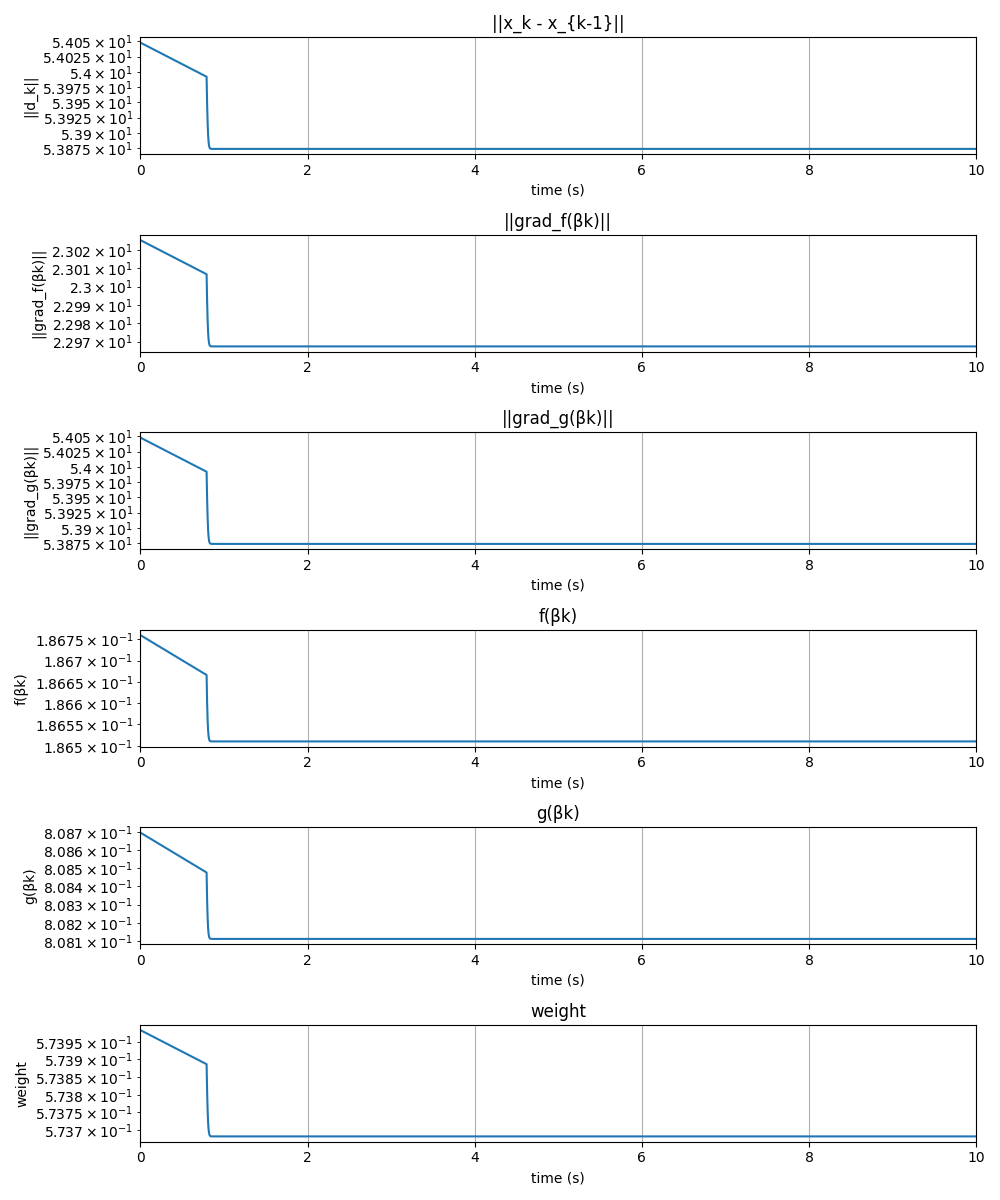 ||x_k - x_{k-1}||
5.405 × 10¹
5.4025 × 10¹
5.4 × 10¹
5.3975 × 10¹
5.395 × 10¹
5.3925 × 10¹
5.39 × 10¹
5.3875 × 10¹
||d_k||
0 2 4 6 8 10
time (s)
||grad_f(βk)||
2.302 × 10¹
2.301 × 10¹
2.3 × 10¹
2.299 × 10¹
2.298 × 10¹
2.297 × 10¹
||grad_f(βk)||
0 2 4 6 8 10
time (s)
||grad_g(βk)||
5.405 × 10¹
5.4025 × 10¹
5.4 × 10¹
5.3975 × 10¹
5.395 × 10¹
5.3925 × 10¹
5.39 × 10¹
5.3875 × 10¹
||grad_g(βk)||
0 2 4 6 8 10
time (s)
f(βk)
1.8675 × 10⁻¹
1.867 × 10⁻¹
1.8665 × 10⁻¹
1.866 × 10⁻¹
1.8655 × 10⁻¹
1.865 × 10⁻¹
f(βk)
0 2 4 6 8 10
time (s)
g(βk)
8.087 × 10⁻¹
8.086 × 10⁻¹
8.085 × 10⁻¹
8.084 × 10⁻¹
8.083 × 10⁻¹
8.082 × 10⁻¹
8.081 × 10⁻¹
g(βk)
0 2 4 6 8 10
time (s)
weight
5.7395 × 10⁻¹
5.739 × 10⁻¹
5.7385 × 10⁻¹
5.738 × 10⁻¹
5.7375 × 10⁻¹
5.737 × 10⁻¹
weight
0 2 4 6 8 10
time (s)